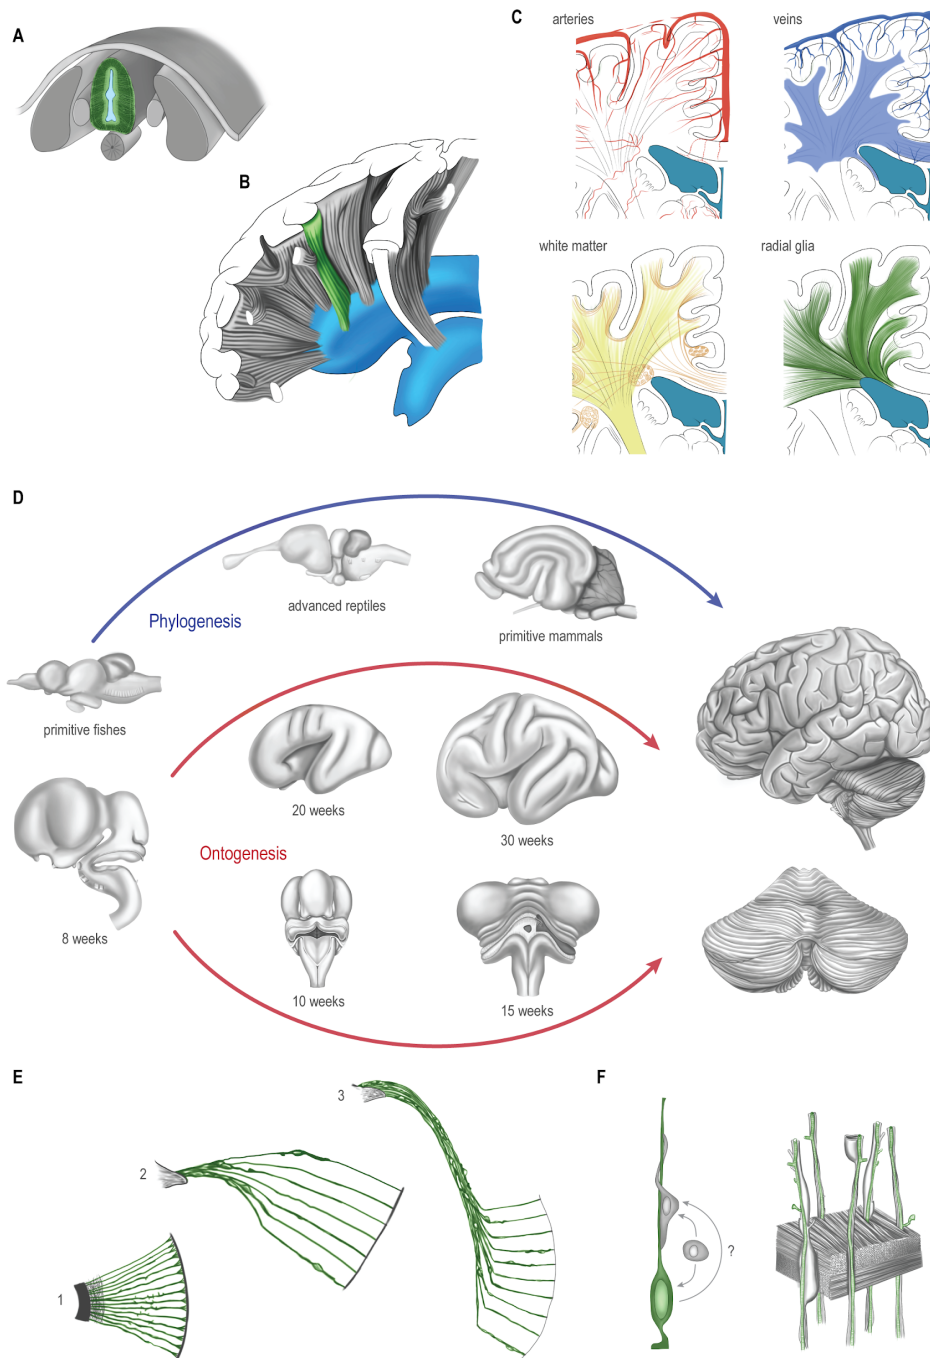 A
B
C
arteries
veins
white matter
radial glia
D
Phylogenesis
advanced reptiles
primitive mammals
primitive fishes
20 weeks
30 weeks
Ontogenesis
8 weeks
10 weeks
15 weeks
E
F
3
2
1
?